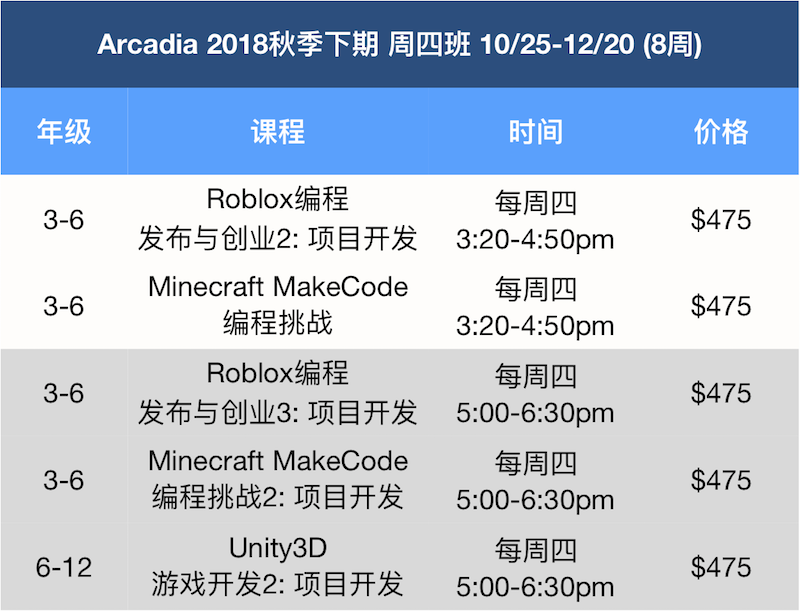 Arcadia 2018秋季下期 周四班 10/25-12/20 (8周)
年级 课程 时间 价格
3-6 Roblox编程 发布与创业2: 项目开发 每周四 3:20-4:50pm $475
3-6 Minecraft MakeCode 编程挑战 每周四 3:20-4:50pm $475
3-6 Roblox编程 发布与创业3: 项目开发 每周四 5:00-6:30pm $475
3-6 Minecraft MakeCode 编程挑战2: 项目开发 每周四 5:00-6:30pm $475
6-12 Unity3D 游戏开发2: 项目开发 每周四 5:00-6:30pm $475